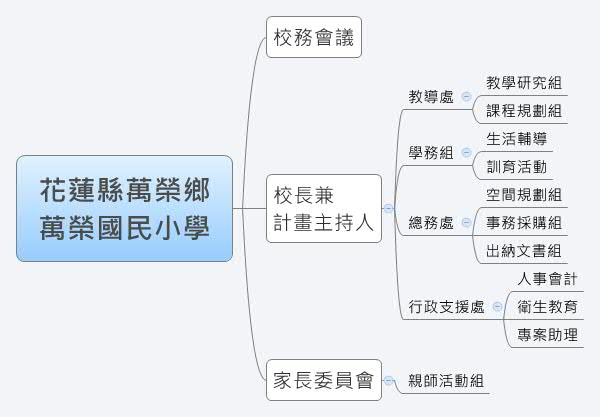 花蓮縣萬榮鄉
萬榮國民小學
校務會議
校長兼
計畫主持人
教導處
教學研究組
課程規劃組
學務組
生活輔導
訓育活動
總務處
空間規劃組
事務採購組
出納文書組
行政支援處
人事會計
衛生教育
專案助理
家長委員會
親師活動組